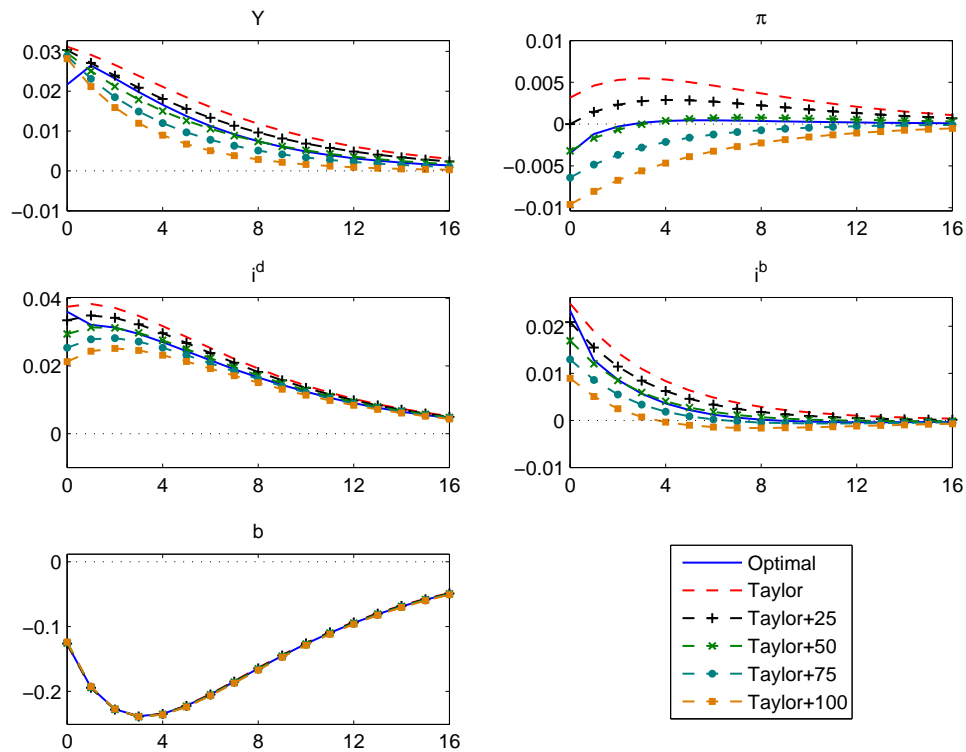 Y
0.03
0.02
0.01
0
−0.01
0 4 8 12 16
π
0.01
0.005
0
−0.005
−0.01
0 4 8 12 16
i^d
0.04
0.02
0
0 4 8 12 16
i^b
0.02
0.01
0
−0.01
0 4 8 12 16
b
0
−0.1
−0.2
0 4 8 12 16
Optimal
Taylor
Taylor+25
Taylor+50
Taylor+75
Taylor+100